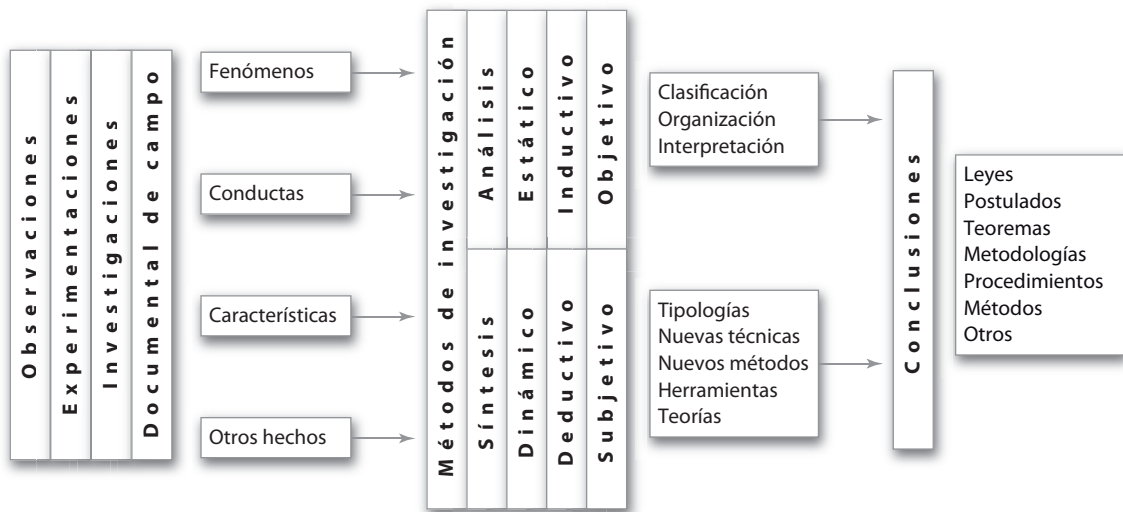 Observaciones
Experimentaciones
Investigaciones
Documental de campo
Fenómenos
Conductas
Características
Otros hechos
Métodos de investigación
Análisis
Estático
Inductivo
Objetivo
Síntesis
Dinámico
Deductivo
Subjetivo
Clasificación
Organización
Interpretación
Tipologías
Nuevas técnicas
Nuevos métodos
Herramientas
Teorías
Conclusiones
Leyes
Postulados
Teoremas
Metodologías
Procedimientos
Métodos
Otros